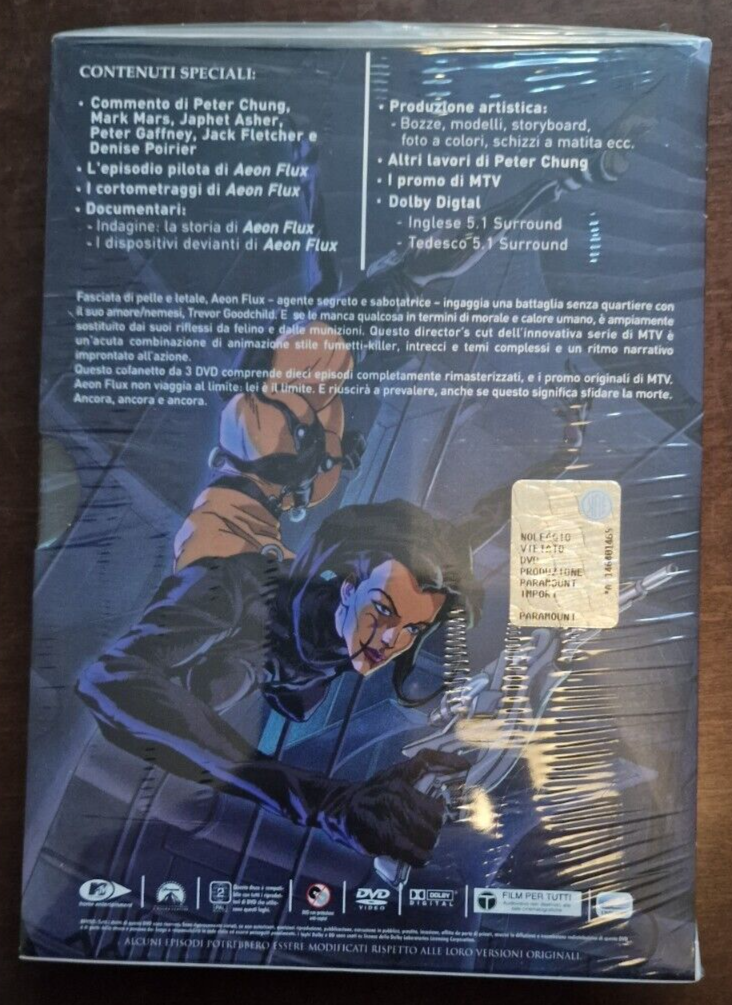 CONTENUTI SPECIALI:
• Commento di Peter Chung,
Mark Mars, Japhet Asher,
Peter Gaffney, Jack Fletcher e
Denise Poirier
• L'episodio pilota di Aeon Flux
• I cortometraggi di Aeon Flux
• Documentari:
- Indagine: la storia di Aeon Flux
- I dispositivi devianti di Aeon Flux
• Produzione artistica:
- Bozze, modelli, storyboard,
foto a colori, schizzi a matita ecc.
• Altri lavori di Peter Chung
• I promo di MTV
• Dolby Digtal
- Inglese 5.1 Surround
- Tedesco 5.1 Surround
Fasciata di pelle e letale, Aeon Flux – agente segreto e sabotatrice – ingaggia una battaglia senza quartiere con
il suo amore/nemesi, Trevor Goodchild. E se le manca qualcosa in termini di morale e calore umano, è ampiamente
sostituito dai suoi riflessi da felino e dalle munizioni. Questo director's cut dell'innovativa serie di MTV è
un'acuta combinazione di animazione stile fumetti-killer, intrecci e temi complessi e un ritmo narrativo
improntato all'azione.
Questo cofanetto da 3 DVD comprende dieci episodi completamente rimasterizzati, e i promo originali di MTV.
Aeon Flux non viaggia al limite: lei è il limite. E riuscirà a prevalere, anche se questo significa sfidare la morte.
Ancora, ancora e ancora.
NOLEGGIO
VIETATO
DVD
PRODUZIONE
PARAMOUNT
IMPORT
PARAMOUNT
MTV
2
PAL
DVD
VIDEO
DOLBY
DIGITAL
T
FILM PER TUTTI
ALCUNI EPISODI POTREBBERO ESSERE MODIFICATI RISPETTO ALLE LORO VERSIONI ORIGINALI.